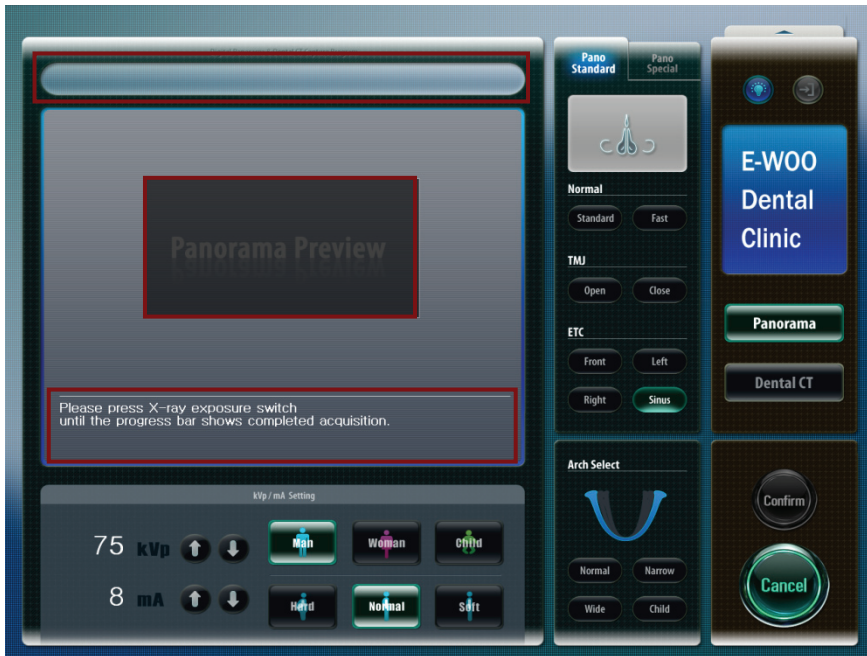 Panorama Preview
Please press X-ray exposure switch
until the progress bar shows completed acquisition.
kVp / mA Setting
75 kVp
Man
Woman
Child
8 mA
Hard
Normal
Soft
Pano
Standard
Pano
Special
Normal
Standard
Fast
TMJ
Open
Close
ETC
Front
Left
Right
Sinus
Arch Select
Normal
Narrow
Wide
Child
E-WOO
Dental
Clinic
Panorama
Dental CT
Confirm
Cancel